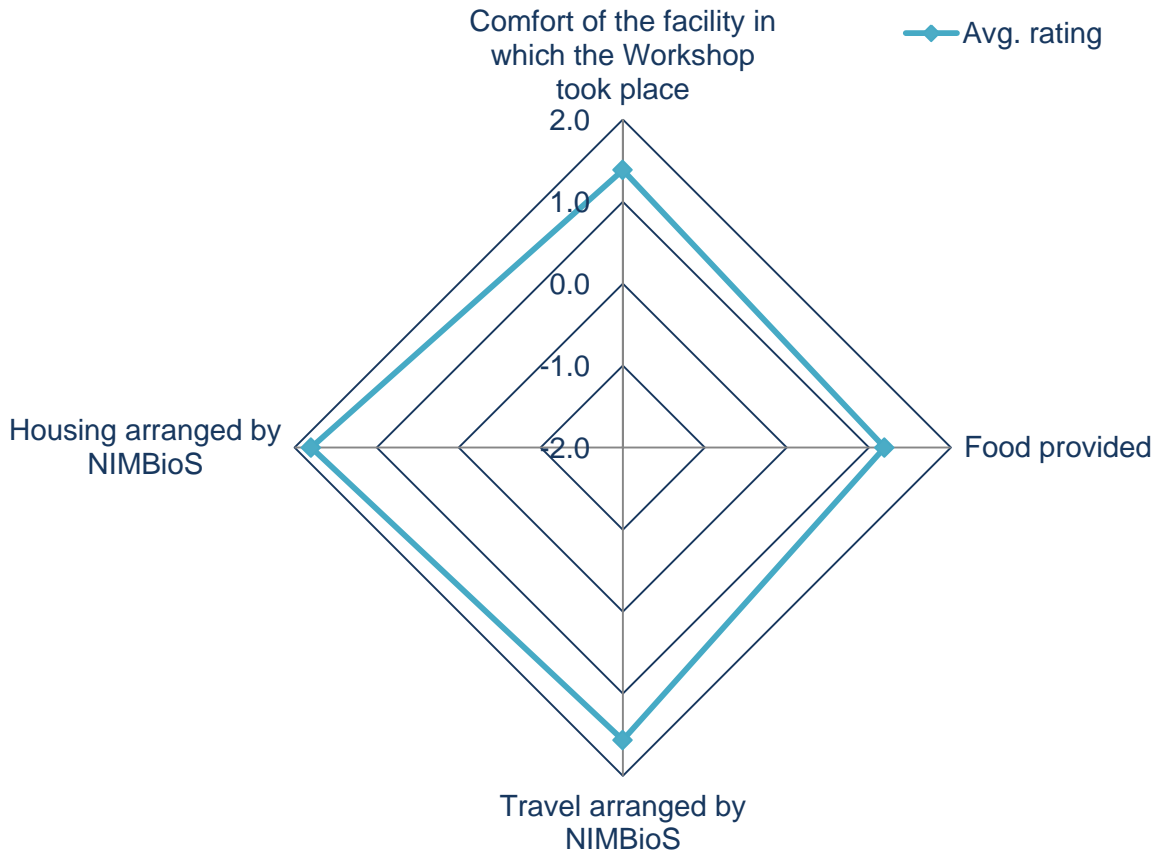 Comfort of the facility in
which the Workshop
took place
Avg. rating
2.0
1.0
0.0
-1.0
-2.0
Housing arranged by
NIMBioS
Food provided
Travel arranged by
NIMBioS